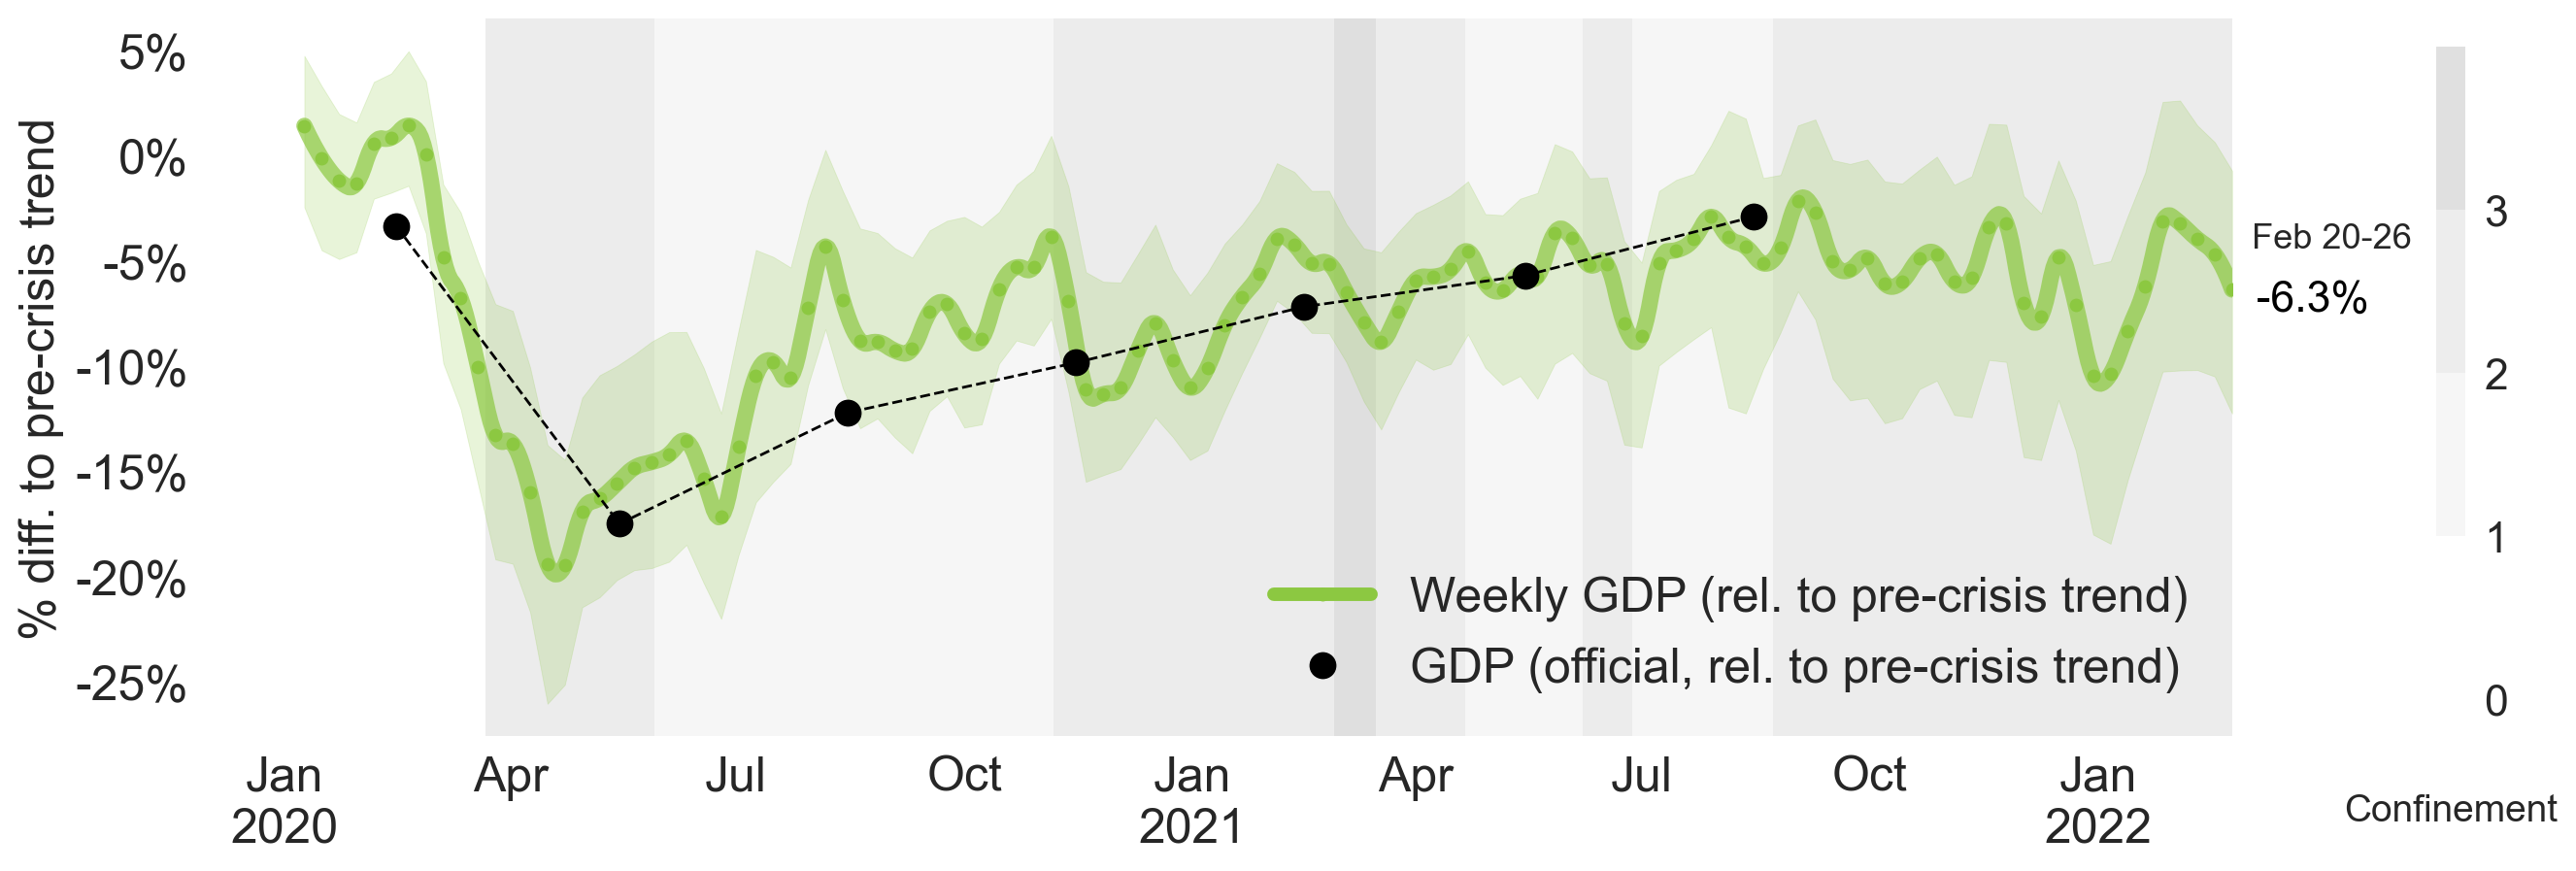 % diff. to pre-crisis trend
5%
0%
-5%
-10%
-15%
-20%
-25%
Jan
2020
Apr
Jul
Oct
Jan
2021
Apr
Jul
Oct
Jan
2022
Weekly GDP (rel. to pre-crisis trend)
GDP (official, rel. to pre-crisis trend)
Feb 20-26
-6.3%
3
2
1
0
Confinement